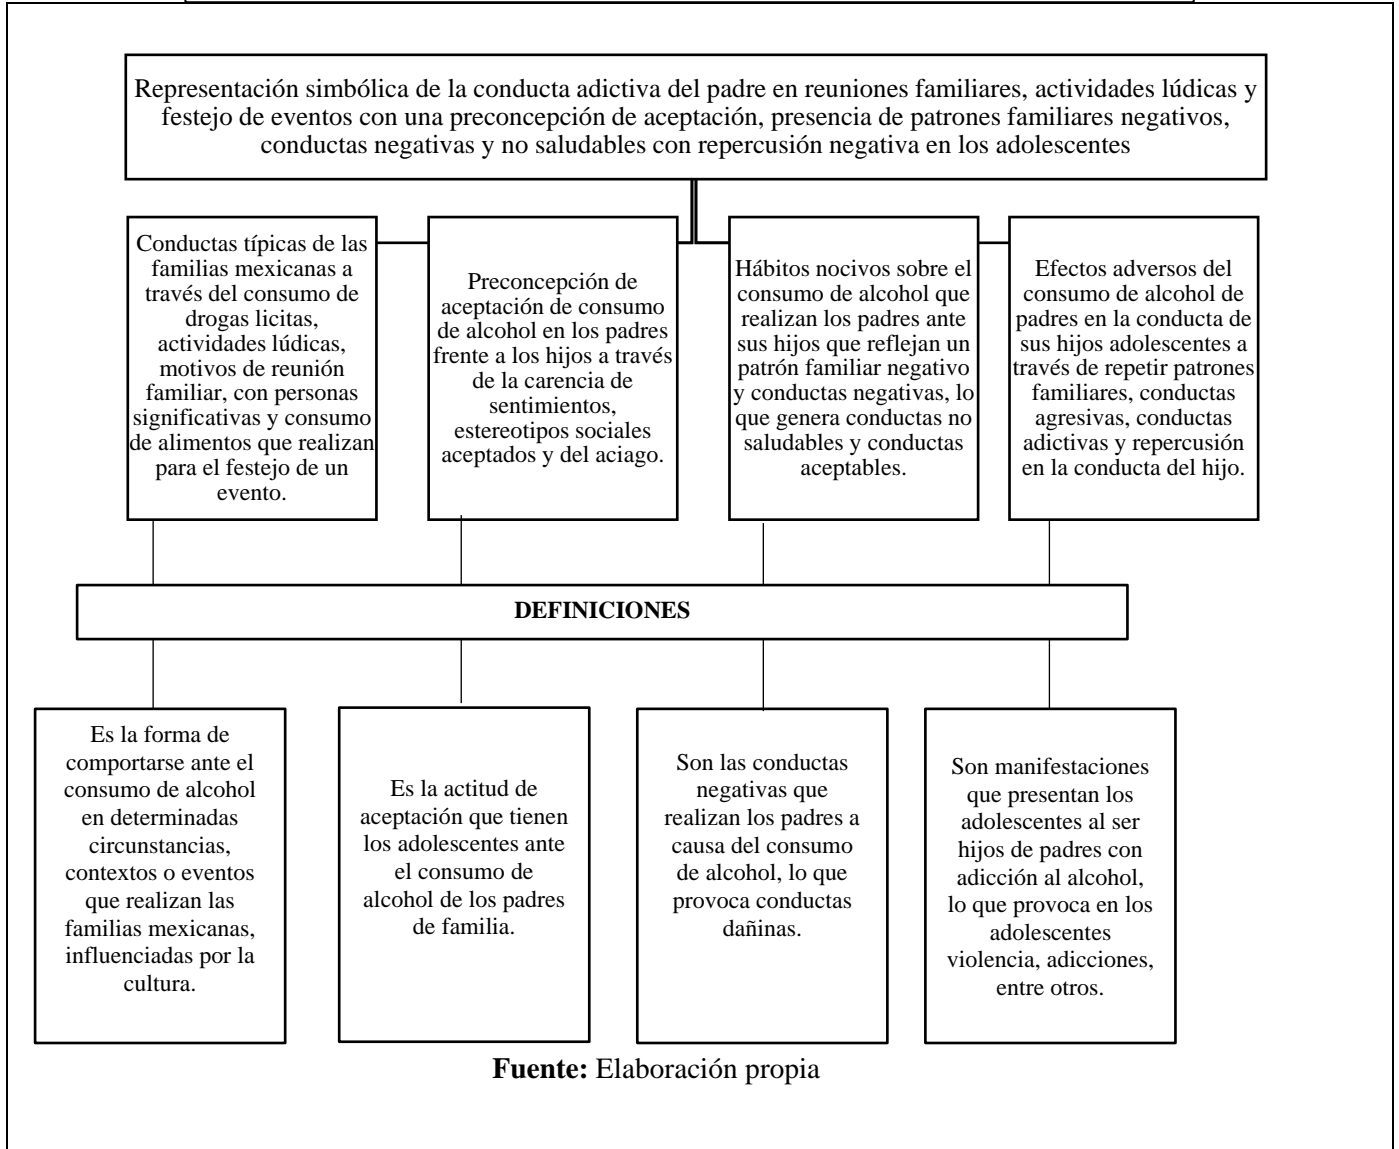 Representación simbólica de la conducta adictiva del padre en reuniones familiares, actividades lúdicas y
festejo de eventos con una preconcepción de aceptación, presencia de patrones familiares negativos,
conductas negativas y no saludables con repercusión negativa en los adolescentes
Conductas típicas de las
familias mexicanas a
través del consumo de
drogas licitas,
actividades lúdicas,
motivos de reunión
familiar, con personas
significativas y consumo
de alimentos que realizan
para el festejo de un
evento.
Preconcepción de
aceptación de consumo
de alcohol en los padres
frente a los hijos a través
de la carencia de
sentimientos,
estereotipos sociales
aceptados y del aciago.
Hábitos nocivos sobre el
consumo de alcohol que
realizan los padres ante
sus hijos que reflejan un
patrón familiar negativo
y conductas negativas, lo
que genera conductas no
saludables y conductas
aceptables.
Efectos adversos del
consumo de alcohol de
padres en la conducta de
sus hijos adolescentes a
través de repetir patrones
familiares, conductas
agresivas, conductas
adictivas y repercusión
en la conducta del hijo.
DEFINICIONES
Es la forma de
comportarse ante el
consumo de alcohol
en determinadas
circunstancias,
contextos o eventos
que realizan las
familias mexicanas,
influenciadas por la
cultura.
Es la actitud de
aceptación que tienen
los adolescentes ante
el consumo de
alcohol de los padres
de familia.
Son las conductas
negativas que
realizan los padres a
causa del consumo
de alcohol, lo que
provoca conductas
dañinas.
Son manifestaciones
que presentan los
adolescentes al ser
hijos de padres con
adicción al alcohol,
lo que provoca en los
adolescentes
violencia, adicciones,
entre otros.
Fuente: Elaboración propia